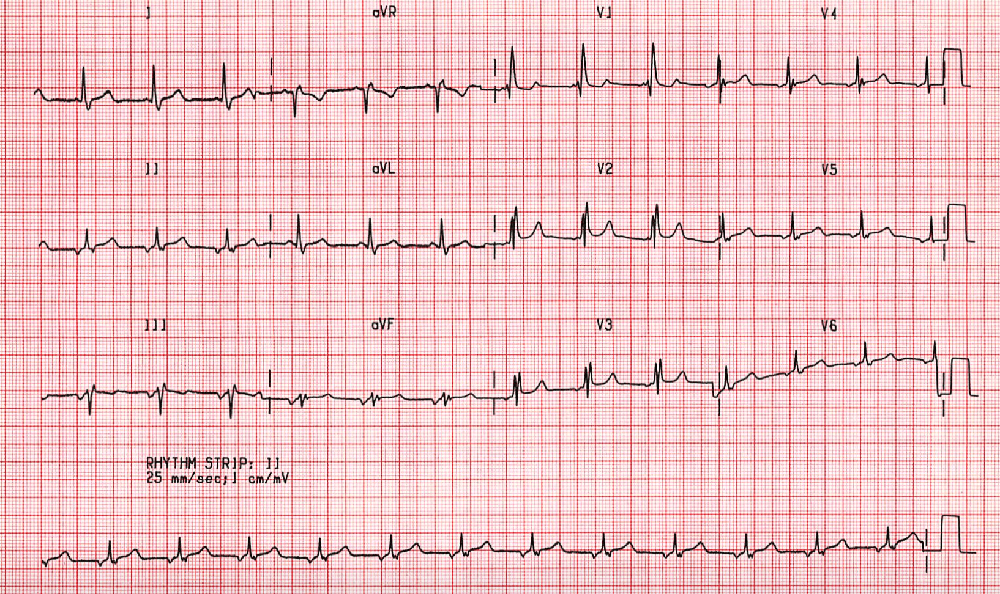 I aVR V1 V4
II aVL V2 V5
III aVF V3 V6
RHYTHM STRIP: II
25 mm/sec;1 cm/mV